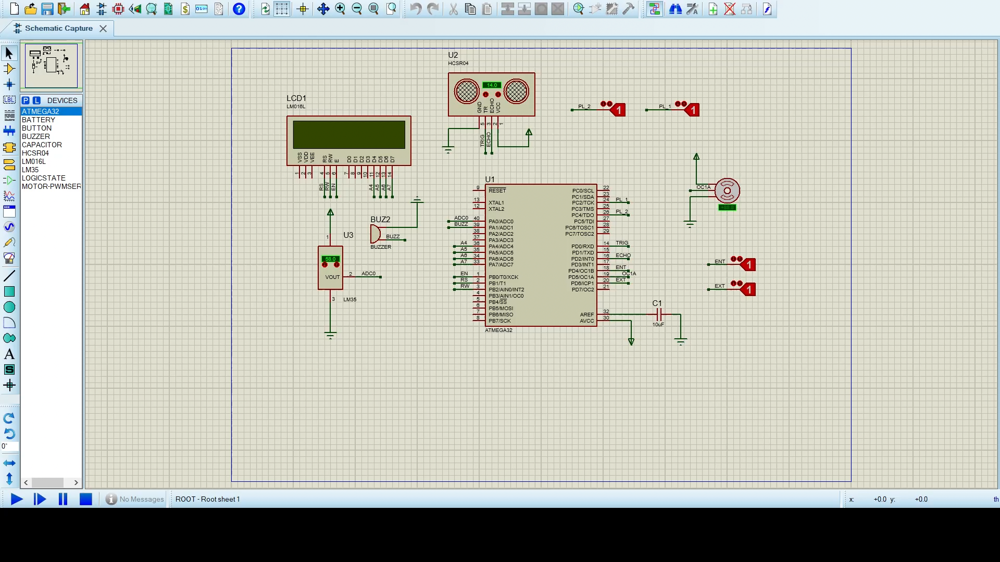 Schematic Capture
P L DEVICES
ATMEGA32
BATTERY
BUTTON
BUZZER
CAPACITOR
HCSR04
LM016L
LM35
LOGICSTATE
MOTOR-PWMSER
LBL
A
S
0°
U2
HCSR04
14.0
GND
TR
ECHO
VCC
5
3
2
1
TRIG
ECHO
LCD1
LM016L
VSS
VDD
VEE
RS
RW
E
D0
D1
D2
D3
D4
D5
D6
D7
1
2
3
4
5
6
7
8
9
10
11
12
13
14
RS
RW
EN
A4
A5
A6
A7
PL_2
1
PL_1
1
OC1A
BUZ2
BUZZ
BUZZER
U3
1
58.0
VOUT
2
ADC0
3
LM35
U1
9 RESET
13 XTAL1
12 XTAL2
ADC0 40 PA0/ADC0
BUZZ 39 PA1/ADC1
38 PA2/ADC2
37 PA3/ADC3
A4 36 PA4/ADC4
A5 35 PA5/ADC5
A6 34 PA6/ADC6
A7 33 PA7/ADC7
EN 1 PB0/T0/XCK
RS 2 PB1/T1
RW 3 PB2/AIN0/INT2
4 PB3/AIN1/OC0
5 PB4/SS
6 PB5/MOSI
7 PB6/MISO
8 PB7/SCK
PC0/SCL 22
PC1/SDA 23
PC2/TCK 24 PL_1
PC3/TMS 25
PC4/TDO 26 PL_2
PC5/TDI 27
PC6/TOSC1 28
PC7/TOSC2 29
PD0/RXD 14 TRIG
PD1/TXD 15
PD2/INT0 16 ECHO
PD3/INT1 17
PD4/OC1B 18 ENT
PD5/OC1A 19 OC1A
PD6/ICP1 20 EXT
PD7/OC2 21
AREF 32
AVCC 30
ATMEGA32
C1
10uF
ENT
1
EXT
1
No Messages
ROOT - Root sheet 1
x: +0.0 y: +0.0 th